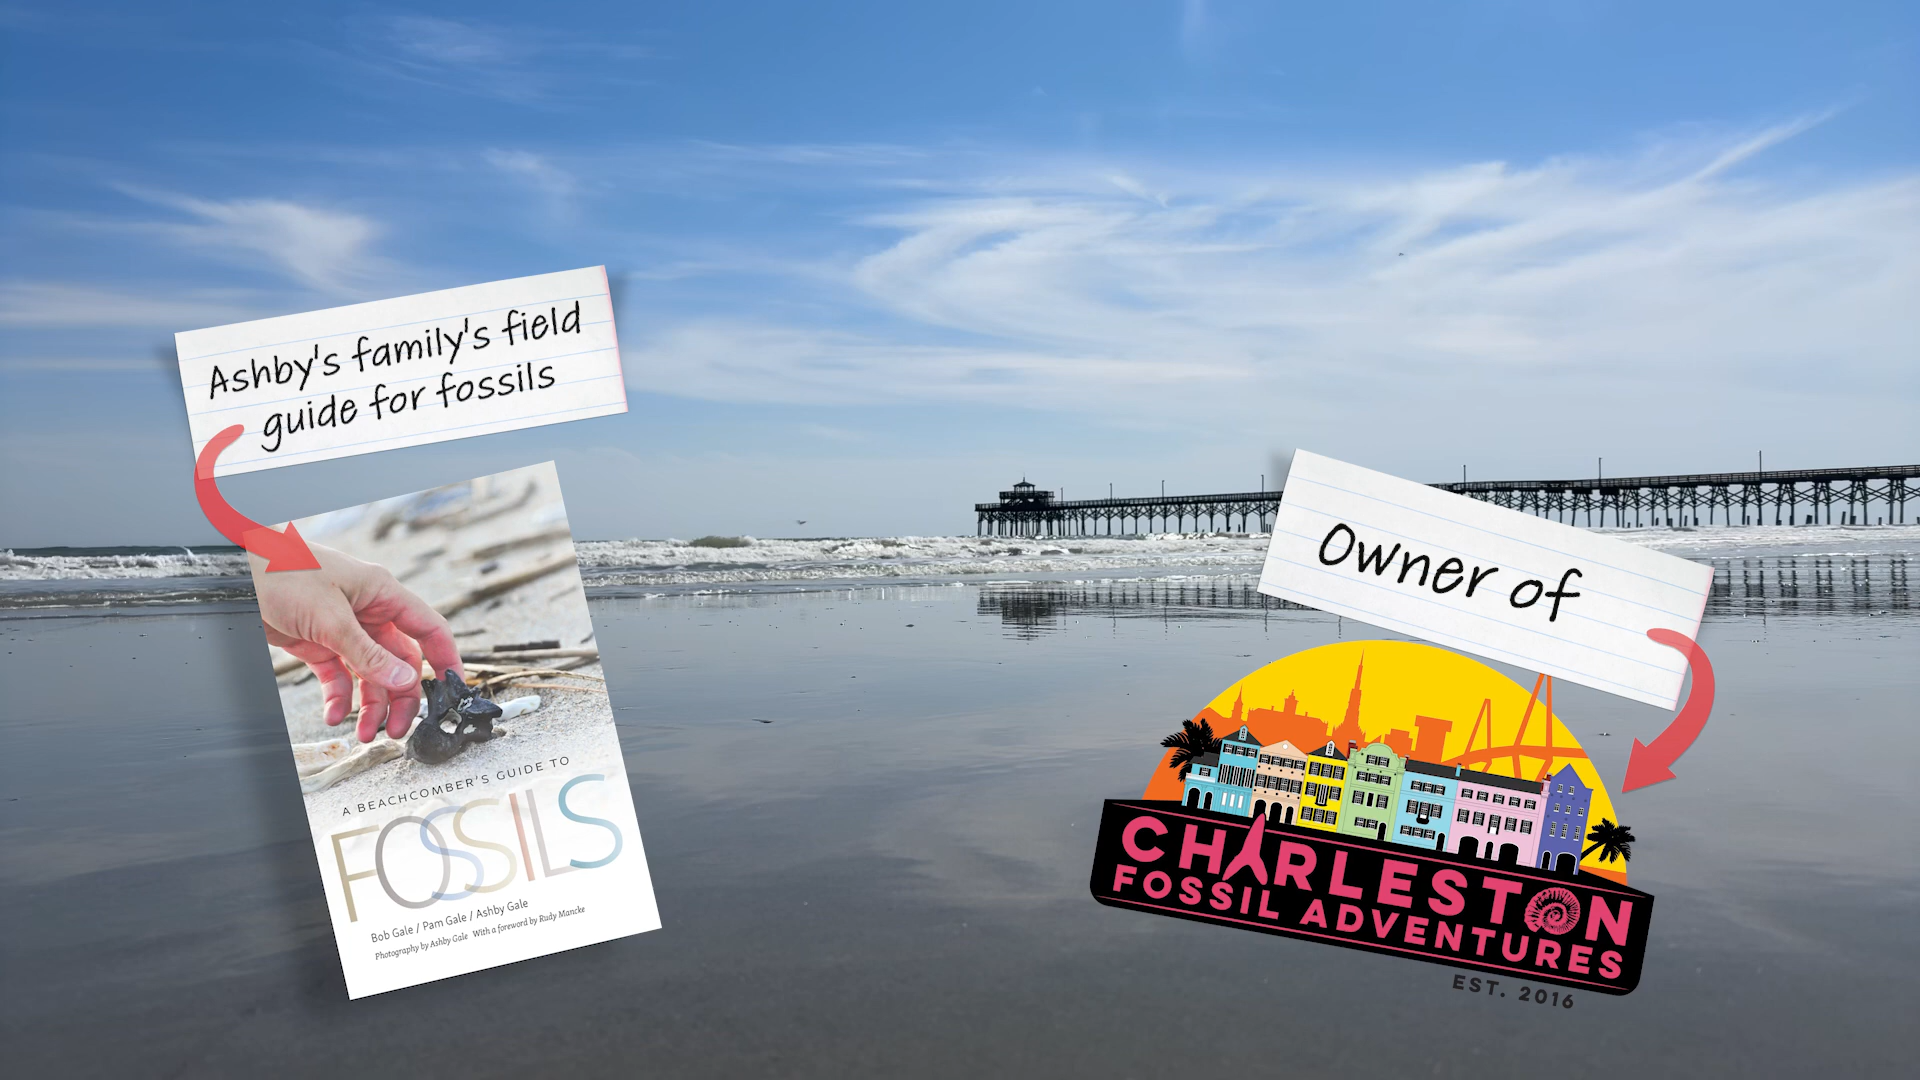 Ashby's family's field
guide for fossils
A BEACHCOMBER'S GUIDE TO
FOSSILS
Bob Gale / Pam Gale / Ashby Gale
Photography by Ashby Gale With a foreword by Rudy Mancke
Owner of
CHARLESTON
FOSSIL ADVENTURES
EST. 2016